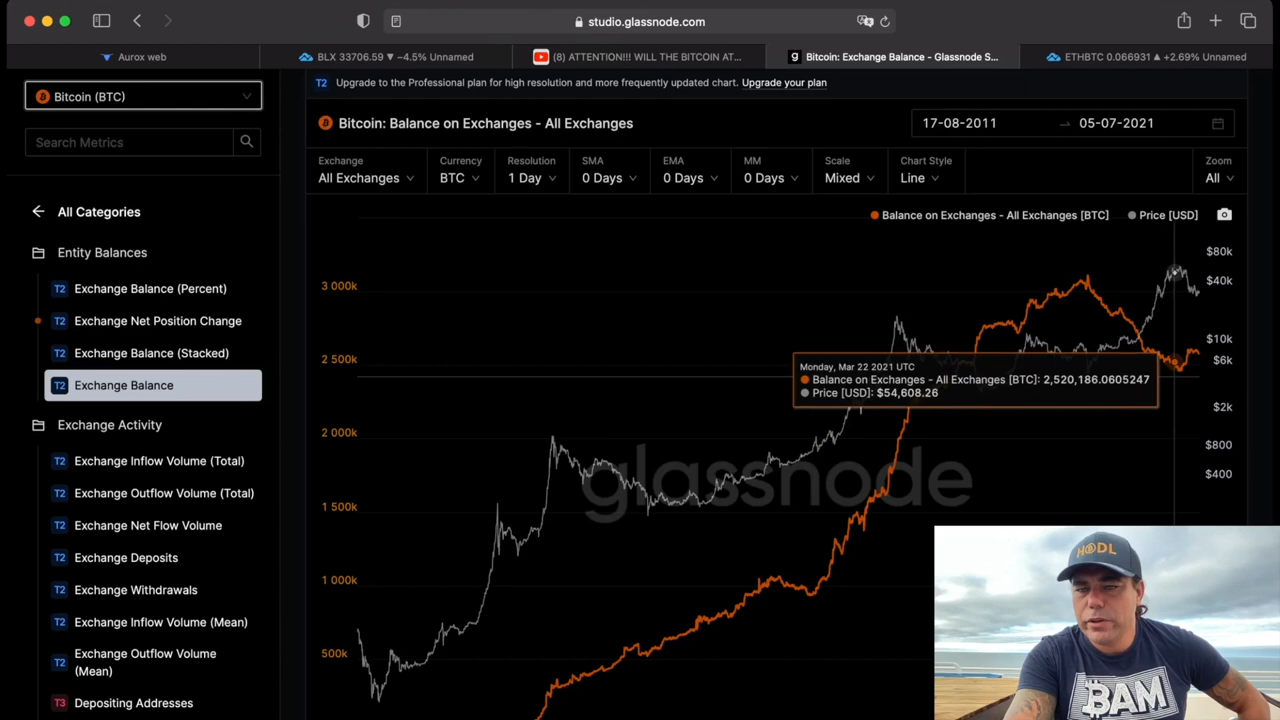 studio.glassnode.com
Aurox web
BLX 33706.59 ▼ −4.5% Unnamed
(8) ATTENTION!!! WILL THE BITCOIN AT...
g Bitcoin: Exchange Balance - Glassnode S...
ETHBTC 0.066931 ▲ +2.69% Unnamed
Bitcoin (BTC)
T2 Upgrade to the Professional plan for high resolution and more frequently updated chart. Upgrade your plan
Search Metrics
Bitcoin: Balance on Exchanges - All Exchanges
17-08-2011 → 05-07-2021
Exchange Currency Resolution SMA EMA MM Scale Chart Style Zoom
All Exchanges BTC 1 Day 0 Days 0 Days 0 Days Mixed Line All
Balance on Exchanges - All Exchanges [BTC] Price [USD]
All Categories
Entity Balances
T2 Exchange Balance (Percent)
T2 Exchange Net Position Change
T2 Exchange Balance (Stacked)
T2 Exchange Balance
Exchange Activity
T2 Exchange Inflow Volume (Total)
T2 Exchange Outflow Volume (Total)
T2 Exchange Net Flow Volume
T2 Exchange Deposits
T2 Exchange Withdrawals
T2 Exchange Inflow Volume (Mean)
T2 Exchange Outflow Volume
(Mean)
T3 Depositing Addresses
3 000k
2 500k
2 000k
1 500k
1 000k
500k
$80k
$40k
$10k
$6k
$2k
$800
$400
Monday, Mar 22 2021 UTC
Balance on Exchanges - All Exchanges [BTC]: 2,520,186.0605247
Price [USD]: $54,608.26
glassnode
HODL
BAM